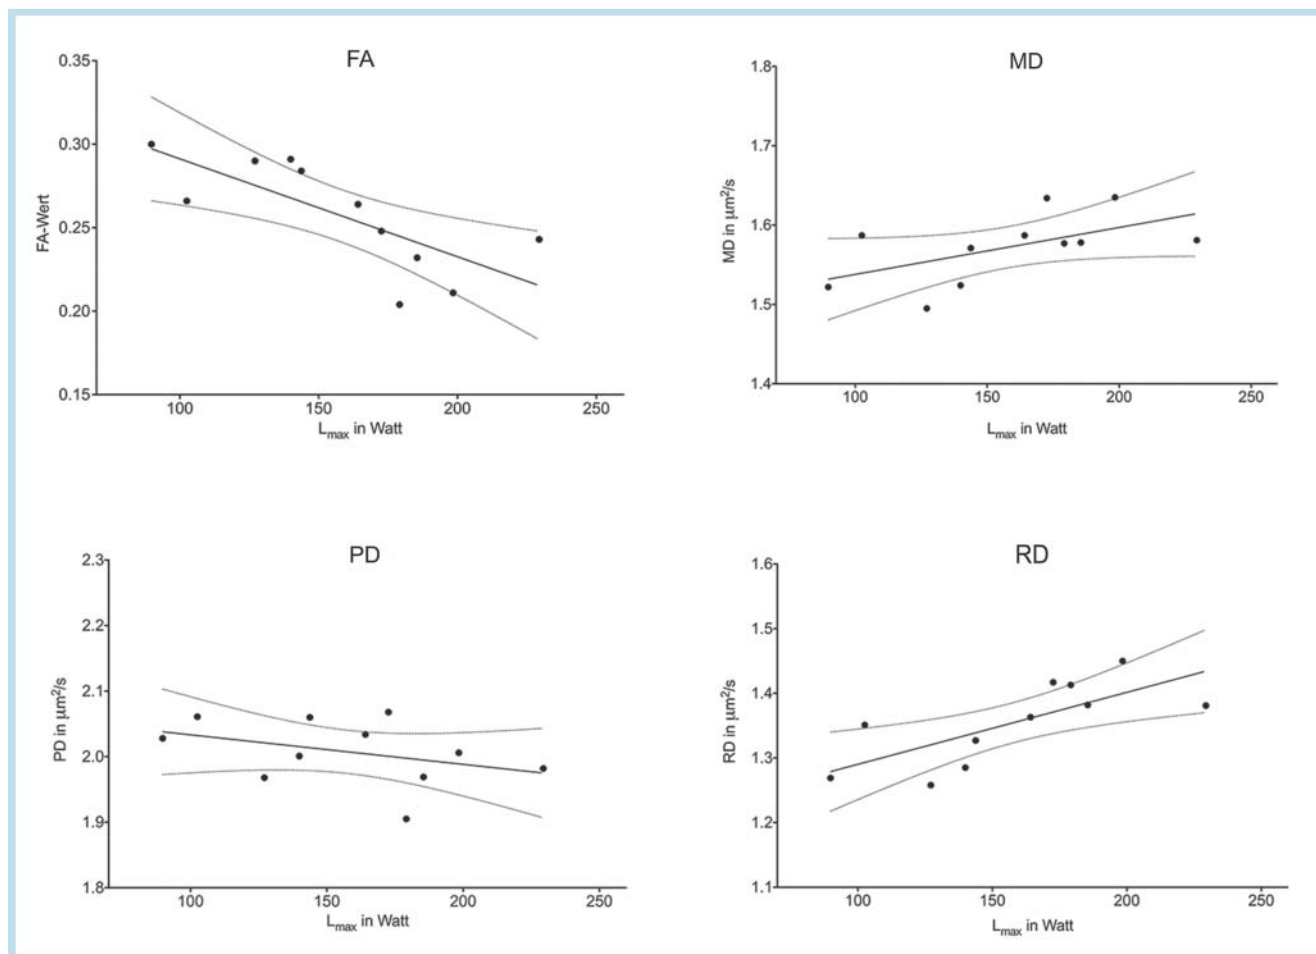 FA
0.35
0.30
0.25
0.20
0.15
FA-Wert
100 150 200 250
Lmax in Watt
MD
1.8
1.7
1.6
1.5
1.4
MD in μm²/s
100 150 200 250
Lmax in Watt
PD
2.3
2.2
2.1
2.0
1.9
1.8
PD in μm²/s
100 150 200 250
Lmax in Watt
RD
1.6
1.5
1.4
1.3
1.2
1.1
RD in μm²/s
100 150 200 250
Lmax in Watt